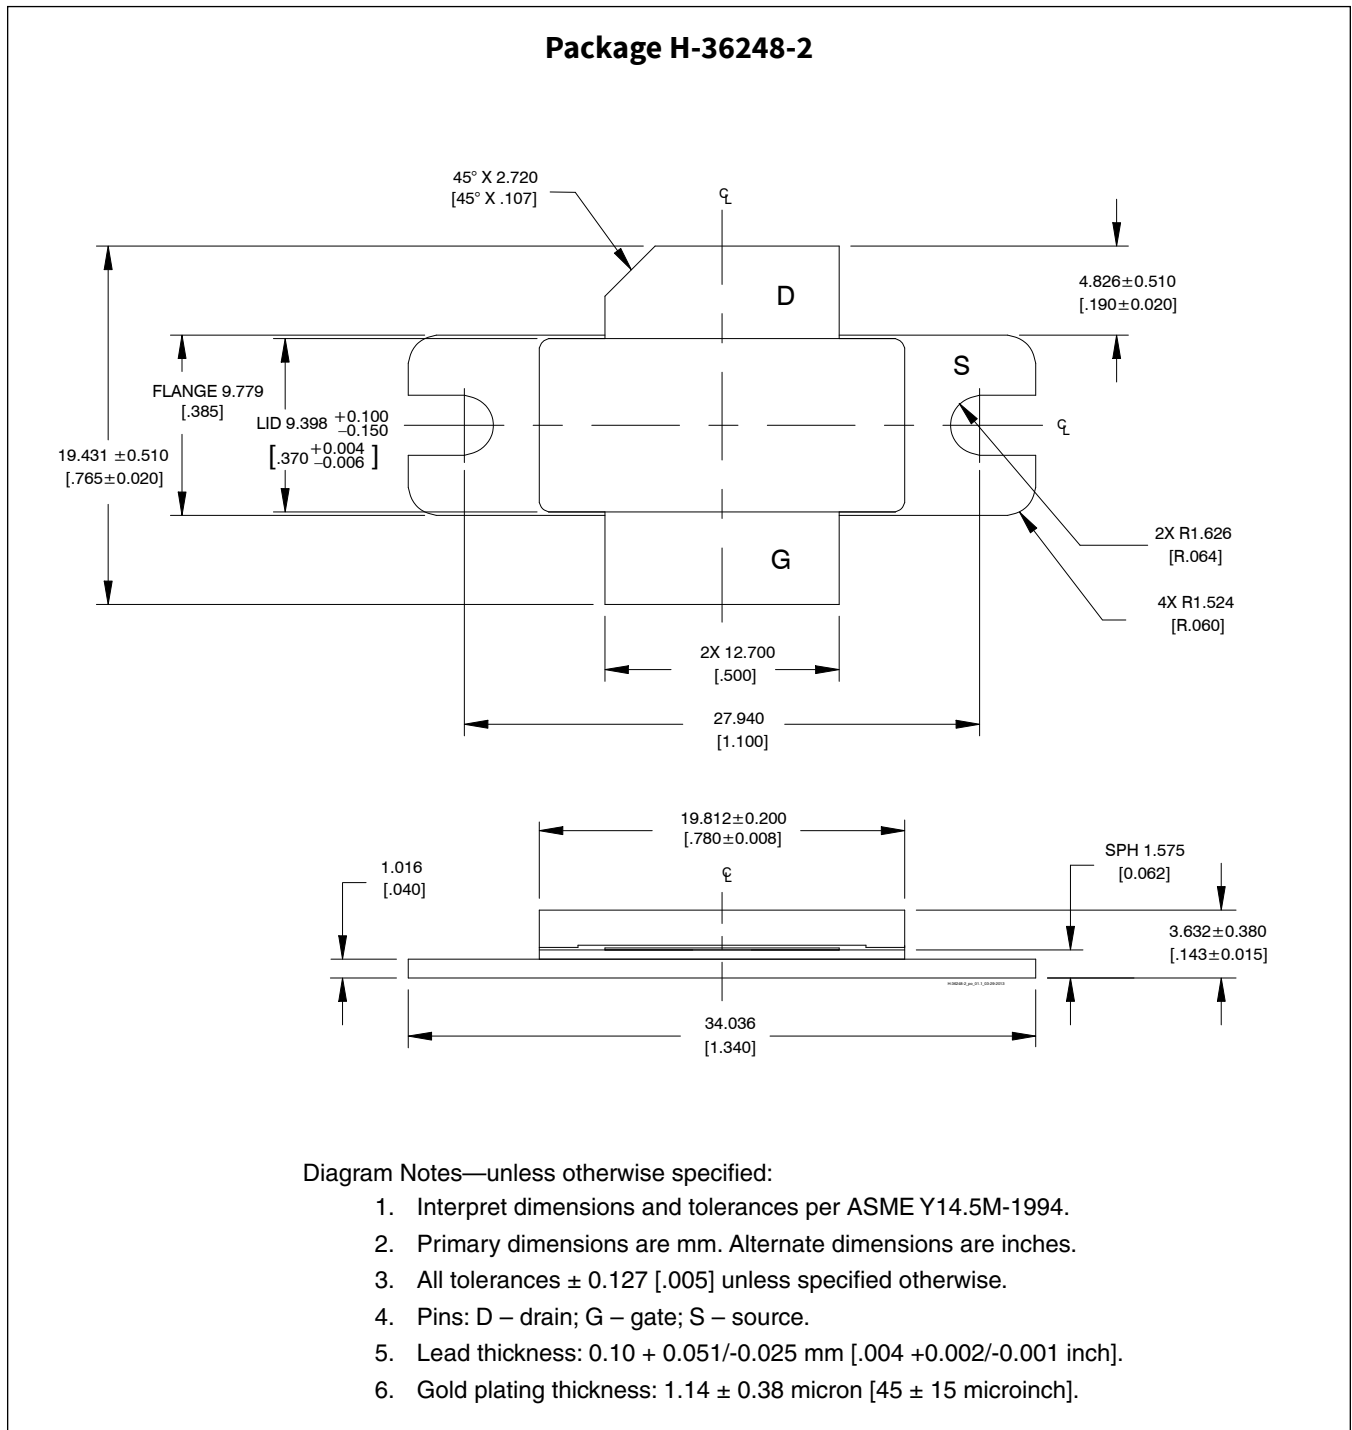 Package H-36248-2
45° X 2.720
[45° X .107]
℄
4.826±0.510
[.190±0.020]
D
S
FLANGE 9.779
[.385]
LID 9.398 +0.100
−0.150
[.370 +0.004
−0.006 ]
℄
19.431 ±0.510
[.765±0.020]
2X R1.626
[R.064]
G
4X R1.524
[R.060]
2X 12.700
[.500]
27.940
[1.100]
19.812±0.200
[.780±0.008]
SPH 1.575
[0.062]
1.016
[.040]
℄
3.632±0.380
[.143±0.015]
34.036
[1.340]
Diagram Notes—unless otherwise specified:
1. Interpret dimensions and tolerances per ASME Y14.5M-1994.
2. Primary dimensions are mm. Alternate dimensions are inches.
3. All tolerances ± 0.127 [.005] unless specified otherwise.
4. Pins: D – drain; G – gate; S – source.
5. Lead thickness: 0.10 + 0.051/-0.025 mm [.004 +0.002/-0.001 inch].
6. Gold plating thickness: 1.14 ± 0.38 micron [45 ± 15 microinch].